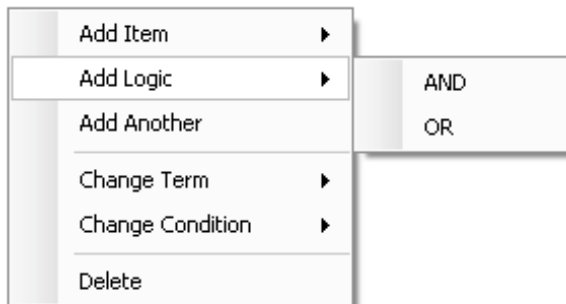 Add Item
Add Logic
AND
Add Another
OR
Change Term
Change Condition
Delete